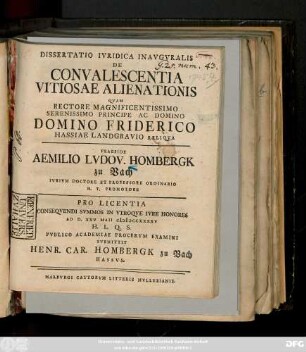 DISSERTATIO IVRIDICA INAVGVRALIS
DE
CONVALESCENTIA
VITIOSAE ALIENATIONIS
QVAM
RECTORE MAGNIFICENTISSIMO
SERENISSIMO PRINCIPE AC DOMINO
DOMINO FRIDERICO
HASSIAE LANDGRAVIO RELIQVA
PRAESIDE
AEMILIO LVDOV. HOMBERGK
zu Vach
IVRIVM DOCTORE ET PROFESSORE ORDINARIO
H. T. PROMOTORE
PRO LICENTIA
CONSEQVENDI SVMMOS IN VTROQVE IVRE HONORES
H. L. Q. S.
PVBLICO ACADEMIAE PROCERVM EXAMINI
SVBMITTIT
HENR. CAR. HOMBERGK zu Vach
HASSVS.
MARBVRGI CATTORVM LITTERIS MVLLERIANIS.